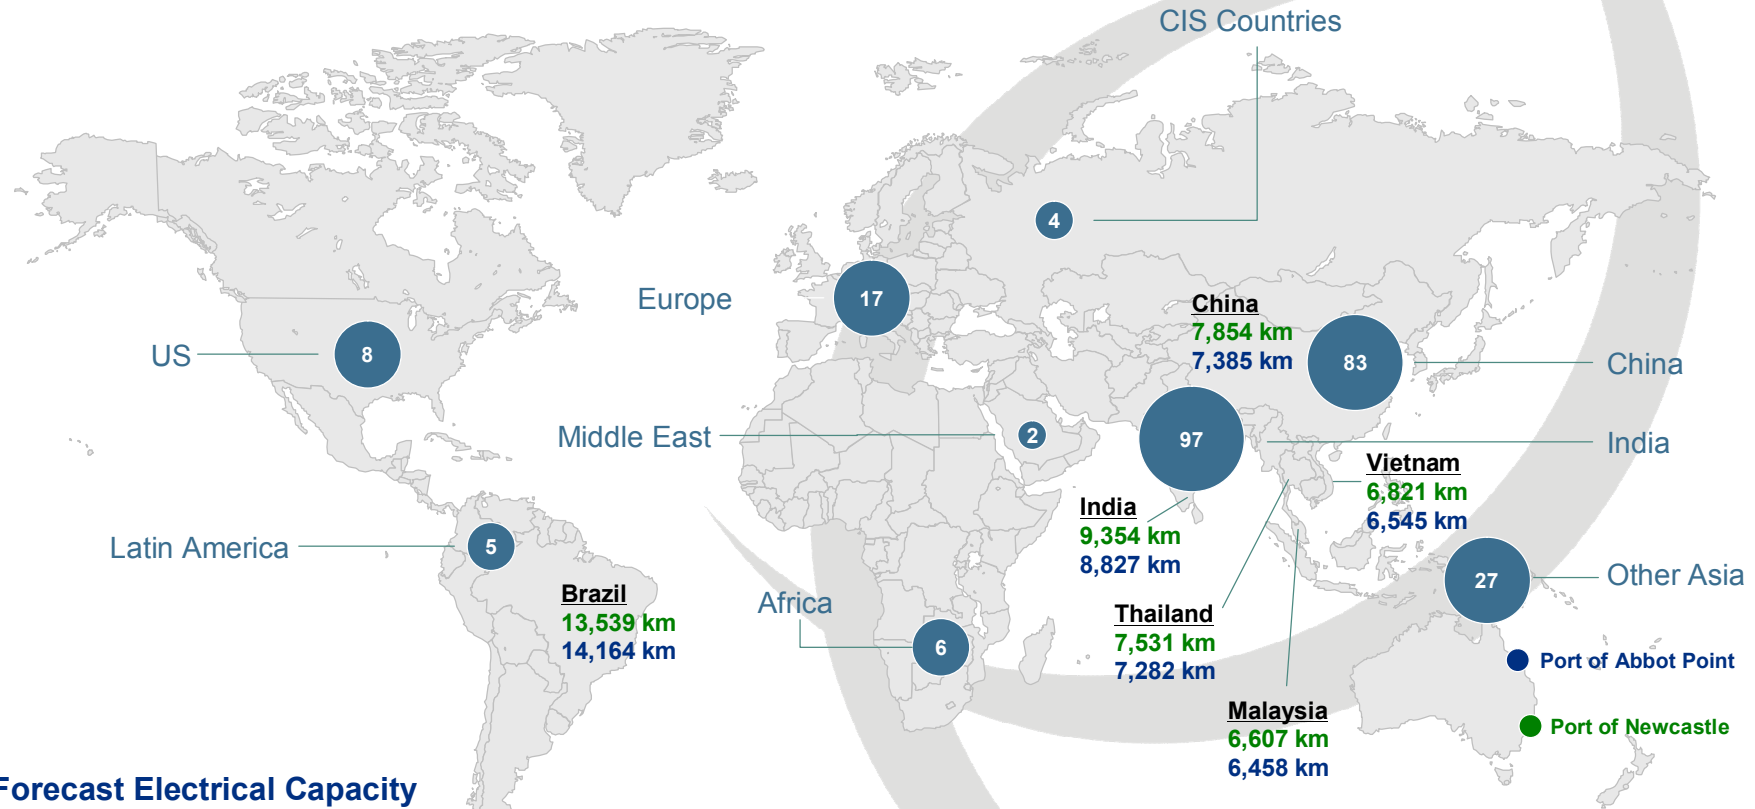 CIS Countries
4
Europe
17
China
7,854 km
7,385 km
US
8
83
China
Middle East
2
97
India
Vietnam
6,821 km
6,545 km
India
9,354 km
8,827 km
Latin America
5
27
Other Asia
Brazil
13,539 km
14,164 km
Africa
6
Thailand
7,531 km
7,282 km
Port of Abbot Point
Malaysia
6,607 km
6,458 km
Port of Newcastle
Forecast Electrical Capacity